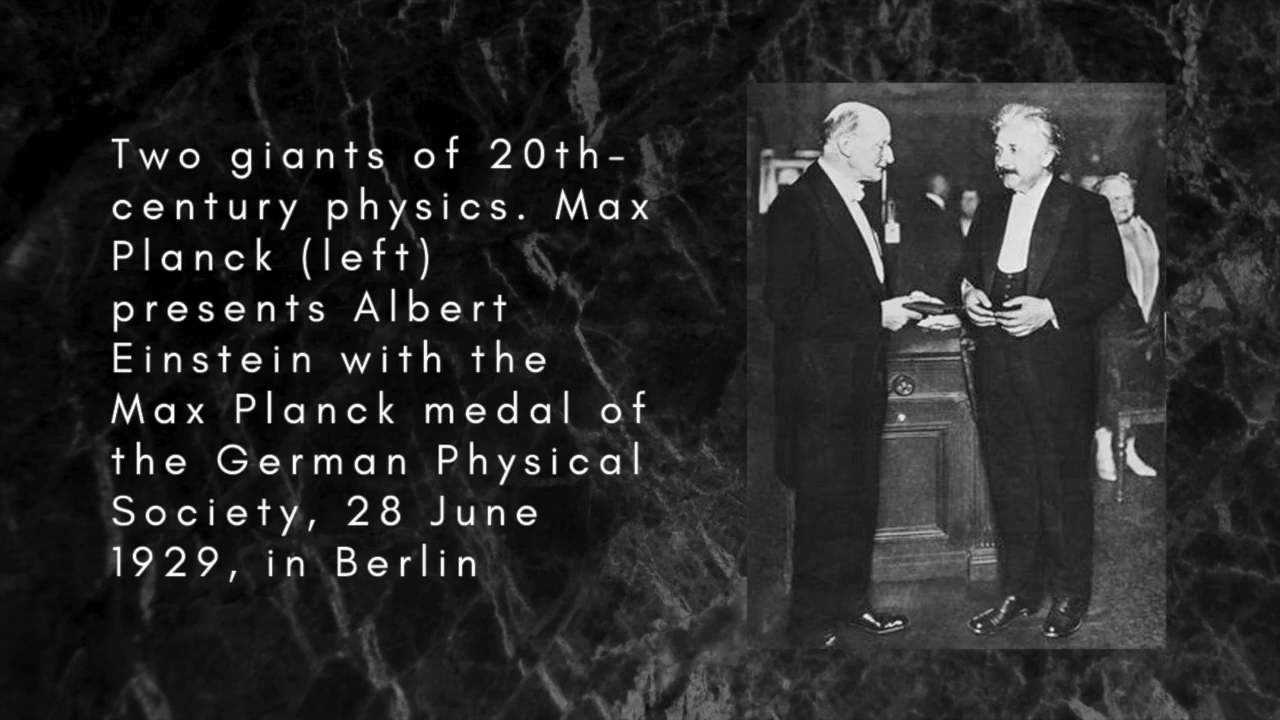 Two giants of 20th-
century physics. Max
Planck (left)
presents Albert
Einstein with the
Max Planck medal of
the German Physical
Society, 28 June
1929, in Berlin